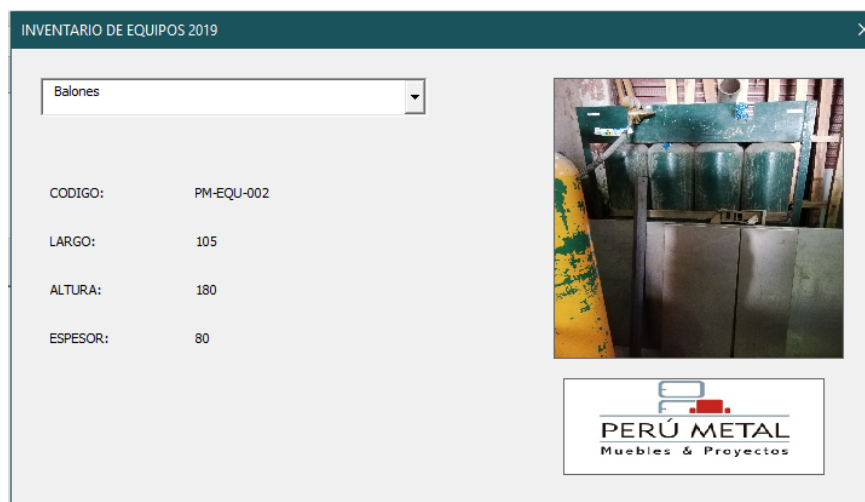 INVENTARIO DE EQUIPOS 2019
Balones
CODIGO: PM-EQU-002
LARGO: 105
ALTURA: 180
ESPESOR: 80
PERÚ METAL
Muebles & Proyectos